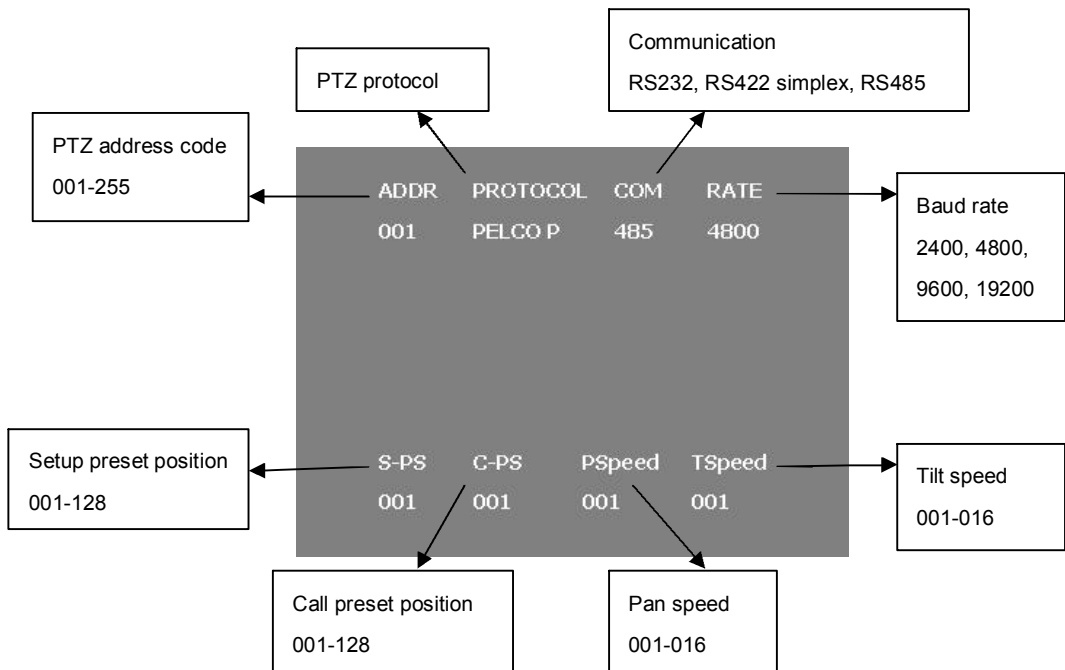 Communication
RS232, RS422 simplex, RS485
PTZ protocol
PTZ address code
001-255
ADDR PROTOCOL COM RATE
001 PELCO P 485 4800
Baud rate
2400, 4800,
9600, 19200
Setup preset position
001-128
S-PS C-PS PSpeed TSpeed
001 001 001 001
Tilt speed
001-016
Call preset position
001-128
Pan speed
001-016